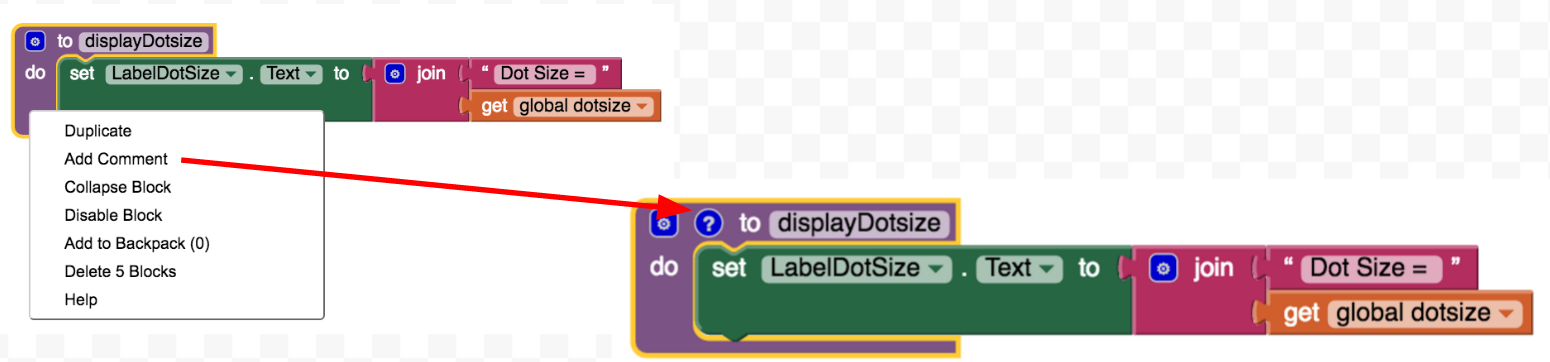 to displayDotsize
do set LabelDotSize . Text to join “ Dot Size = ”
get global dotsize
Duplicate
Add Comment
Collapse Block
Disable Block
Add to Backpack (0)
Delete 5 Blocks
Help
? to displayDotsize
do set LabelDotSize . Text to join “ Dot Size = ”
get global dotsize